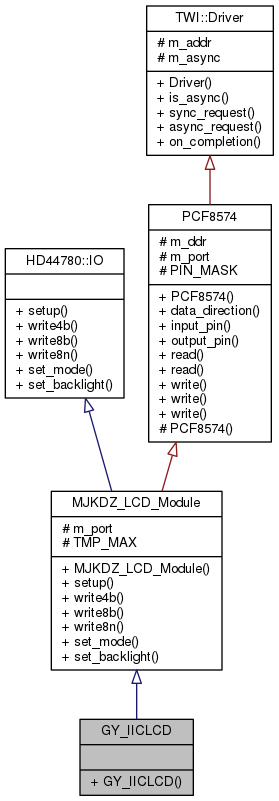 TWI::Driver
# m_addr
# m_async
+ Driver()
+ is_async()
+ sync_request()
+ async_request()
+ on_completion()
PCF8574
# m_ddr
# m_port
# PIN_MASK
+ PCF8574()
+ data_direction()
+ input_pin()
+ output_pin()
+ read()
+ read()
+ write()
+ write()
+ write()
# PCF8574()
HD44780::IO
+ setup()
+ write4b()
+ write8b()
+ write8n()
+ set_mode()
+ set_backlight()
MJKDZ_LCD_Module
# m_port
# TMP_MAX
+ MJKDZ_LCD_Module()
+ setup()
+ write4b()
+ write8b()
+ write8n()
+ set_mode()
+ set_backlight()
GY_IICLCD
+ GY_IICLCD()